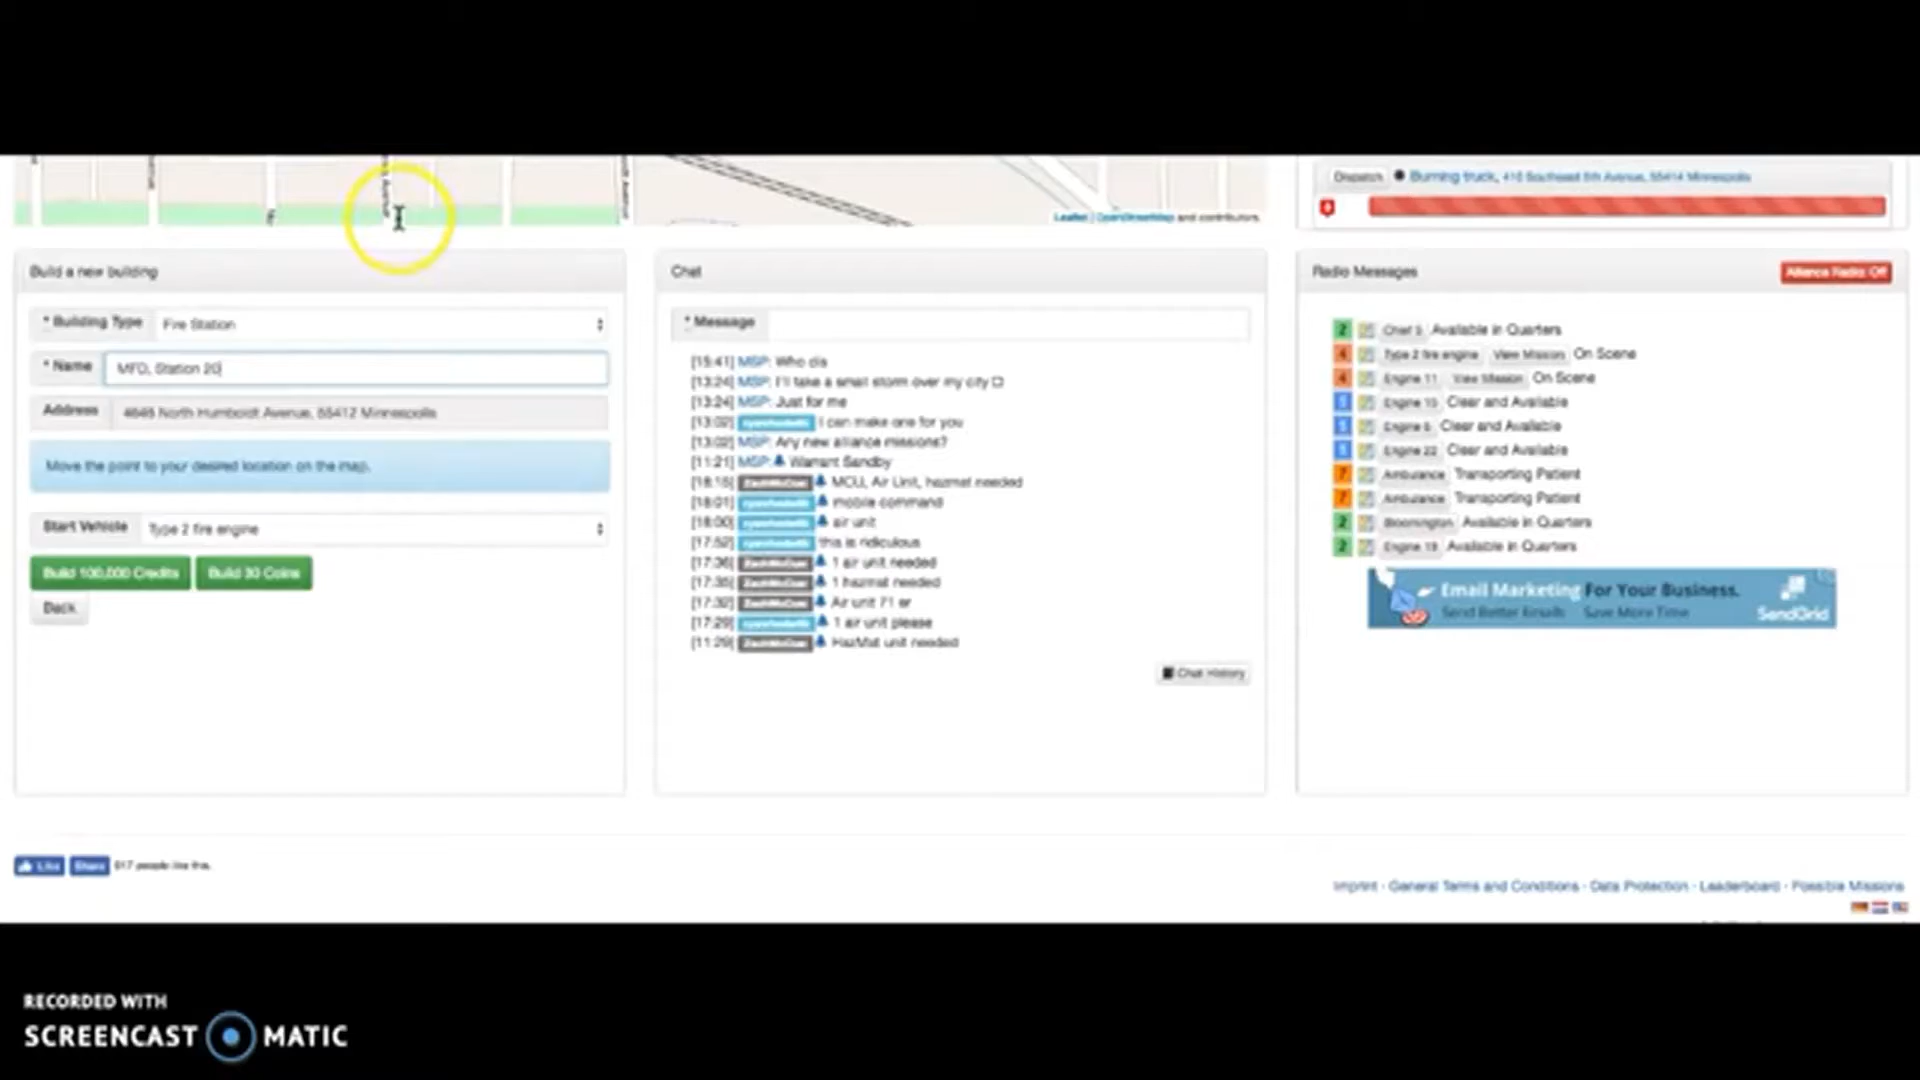 Dispatch Burning truck, 410 Southeast 5th Avenue, 55414 Minneapolis
Leaflet | OpenStreetMap and contributors
Build a new building
* Building Type Fire Station
* Name MFD, Station 20
Address 4646 North Humboldt Avenue, 55412 Minneapolis
Move the point to your desired location on the map.
Start Vehicle Type 2 fire engine
Build 100,000 Credits Build 30 Coins
Back
Chat
* Message
[15:41] MSP: Who dis
[13:24] MSP: I'll take a small storm over my city
[13:24] MSP: Just for me
[13:02] I can make one for you
[13:02] MSP: Any new alliance missions?
[11:21] MSP: Warrant Sandby
[18:15] MCU, Air Unit, hazmat needed
[18:01] mobile command
[18:00] air unit
[17:52] this is ridiculous
[17:36] 1 air unit needed
[17:35] 1 hazmat needed
[17:32] Air unit 71 er
[17:29] 1 air unit please
[11:29] HazMat unit needed
Chat History
Radio Messages Alliance Radio Off
2 Chief 5 Available in Quarters
4 Type 2 fire engine View Mission On Scene
4 Engine 11 View Mission On Scene
Engine 15 Clear and Available
Engine 5 Clear and Available
Engine 22 Clear and Available
7 Ambulance Transporting Patient
7 Ambulance Transporting Patient
2 Bloomington Available in Quarters
2 Engine 19 Available in Quarters
Email Marketing For Your Business.
Send Better Emails Save More Time SendGrid
Like Share 917 people like this.
Imprint - General Terms and Conditions - Data Protection - Leaderboard - Possible Missions
RECORDED WITH
SCREENCAST MATIC